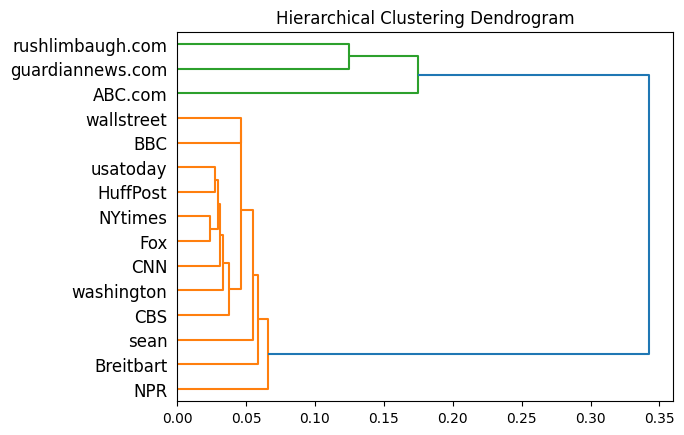 Hierarchical Clustering Dendrogram
rushlimbaugh.com
guardiannews.com
ABC.com
wallstreet
BBC
usatoday
HuffPost
NYtimes
Fox
CNN
washington
CBS
sean
Breitbart
NPR
0.00 0.05 0.10 0.15 0.20 0.25 0.30 0.35